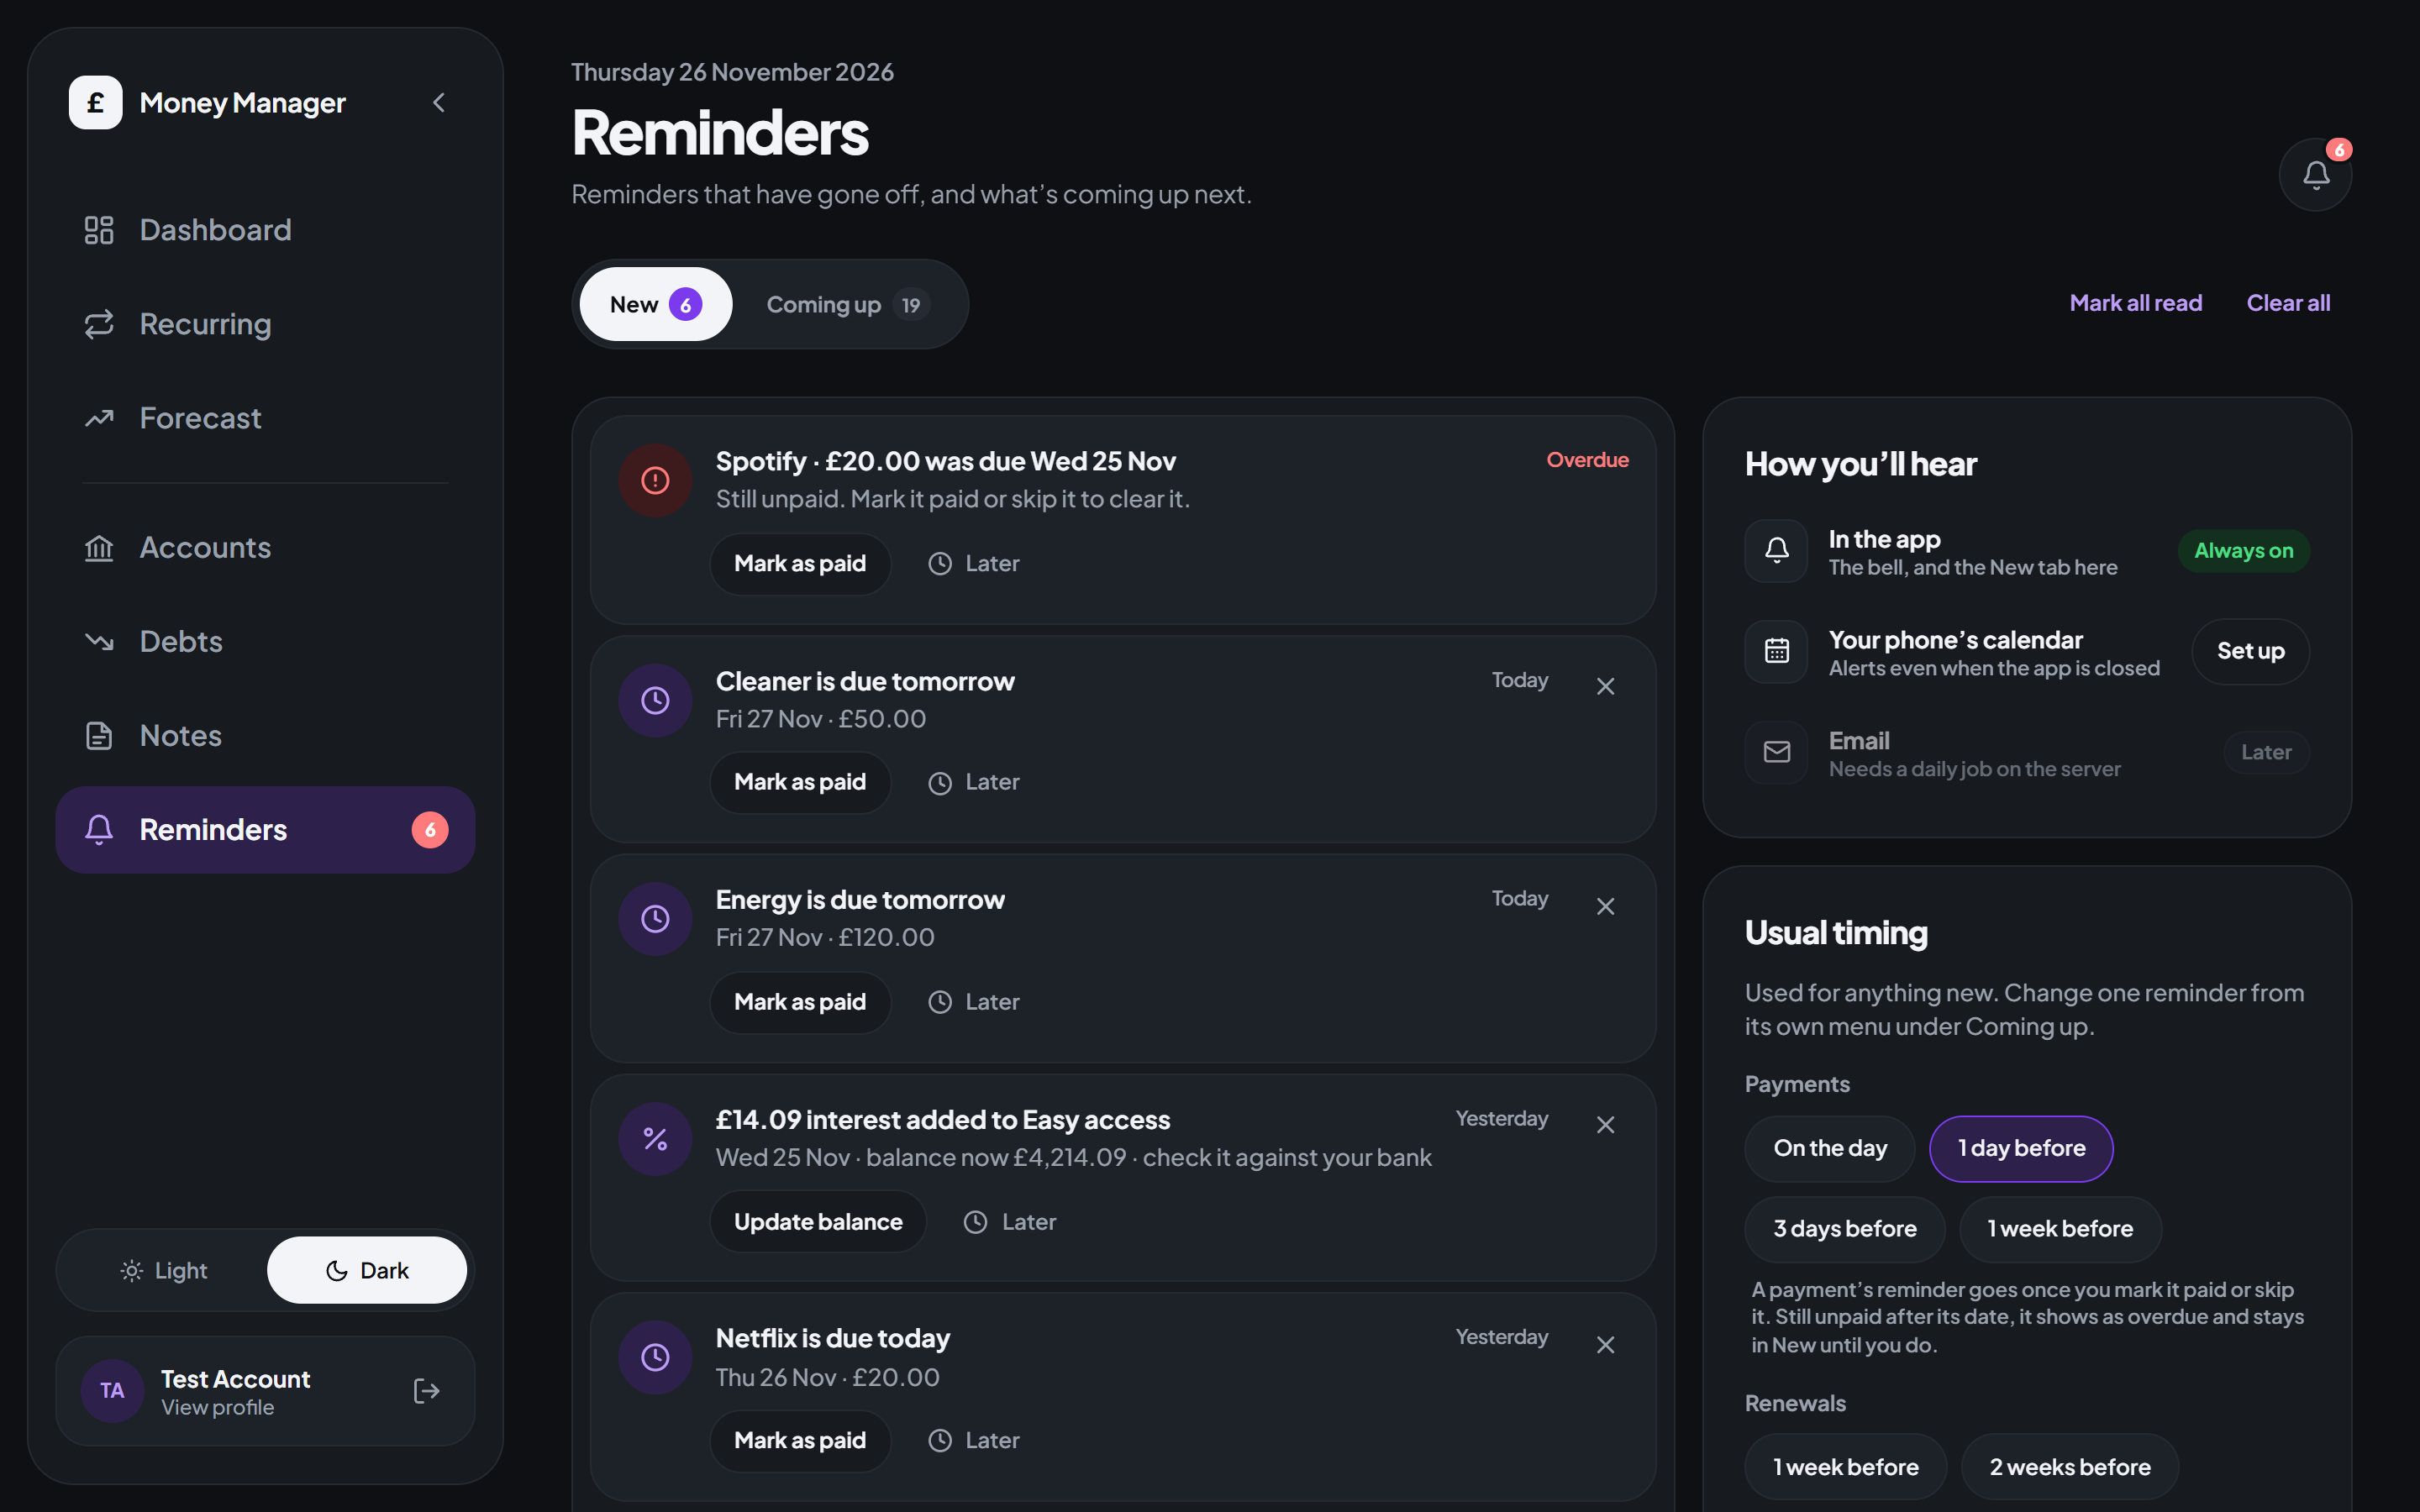 £
Money Manager
Dashboard
Recurring
Forecast
Accounts
Debts
Notes
Reminders
6
Light
Dark
TA
Test Account
View profile
Thursday 26 November 2026
Reminders
Reminders that have gone off, and what’s coming up next.
6
New 6
Coming up 19
Mark all read
Clear all
Spotify · £20.00 was due Wed 25 Nov
Overdue
Still unpaid. Mark it paid or skip it to clear it.
Mark as paid
Later
Cleaner is due tomorrow
Today
Fri 27 Nov · £50.00
Mark as paid
Later
Energy is due tomorrow
Today
Fri 27 Nov · £120.00
Mark as paid
Later
£14.09 interest added to Easy access
Yesterday
Wed 25 Nov · balance now £4,214.09 · check it against your bank
Update balance
Later
Netflix is due today
Yesterday
Thu 26 Nov · £20.00
Mark as paid
Later
How you’ll hear
In the app
The bell, and the New tab here
Always on
Your phone’s calendar
Alerts even when the app is closed
Set up
Email
Needs a daily job on the server
Later
Usual timing
Used for anything new. Change one reminder from
its own menu under Coming up.
Payments
On the day
1 day before
3 days before
1 week before
A payment’s reminder goes once you mark it paid or skip
it. Still unpaid after its date, it shows as overdue and stays
in New until you do.
Renewals
1 week before
2 weeks before